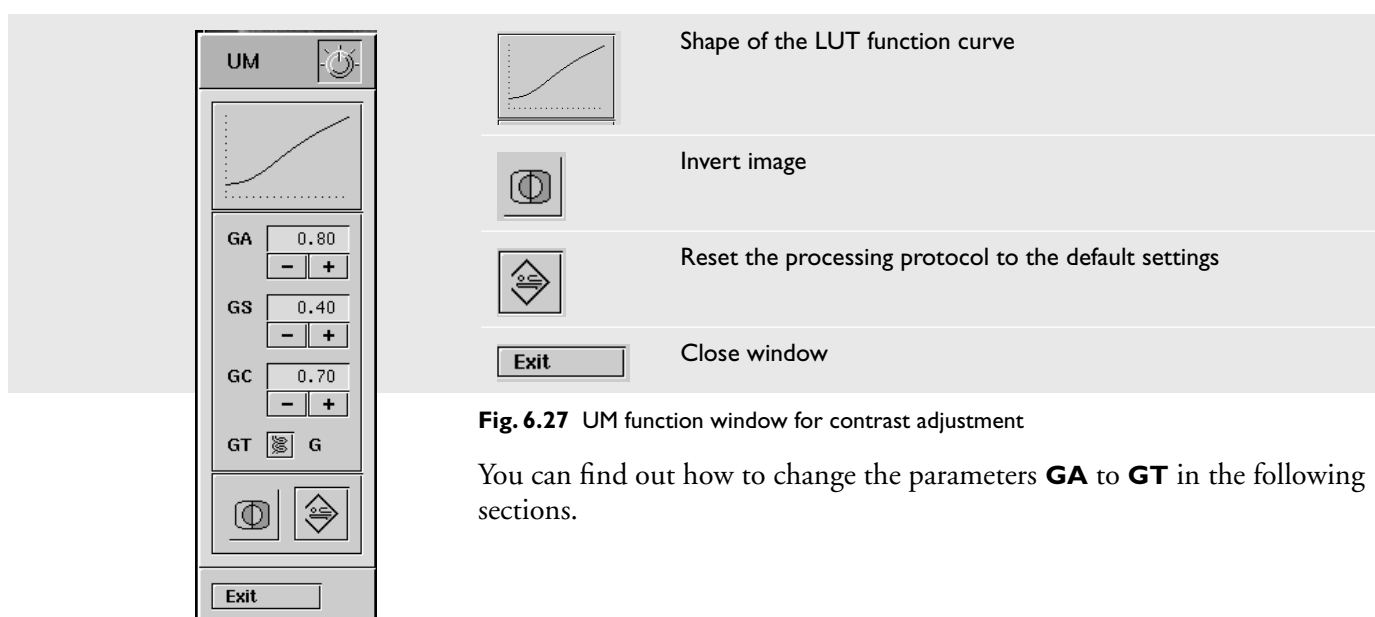 UM
GA 0.80
- +
GS 0.40
- +
GC 0.70
- +
GT G
Exit
Shape of the LUT function curve
Invert image
Reset the processing protocol to the default settings
Exit Close window
Fig. 6.27 UM function window for contrast adjustment
You can find out how to change the parameters GA to GT in the following
sections.